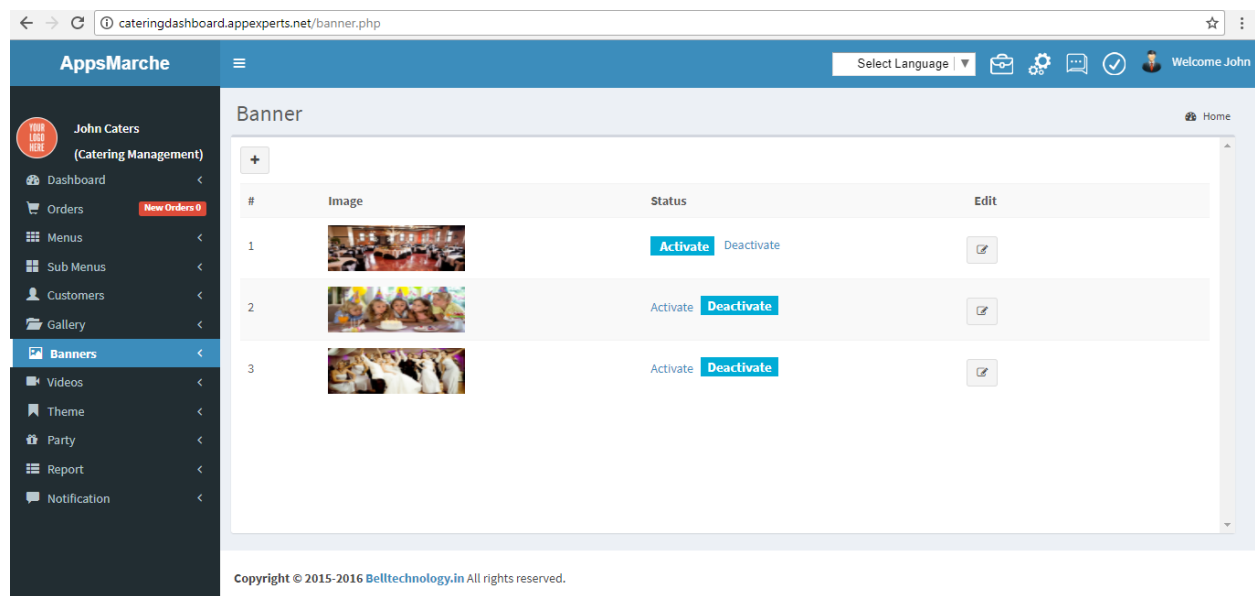 cateringdashboard.appexperts.net/banner.php
AppsMarche
Select Language
Welcome John
YOUR
LOGO
HERE
John Caters
(Catering Management)
Dashboard
Orders New Orders 0
Menus
Sub Menus
Customers
Gallery
Banners
Videos
Theme
Party
Report
Notification
Banner
Home
+
# Image Status Edit
1 Activate Deactivate
2 Activate Deactivate
3 Activate Deactivate
Copyright © 2015-2016 Belltechnology.in All rights reserved.